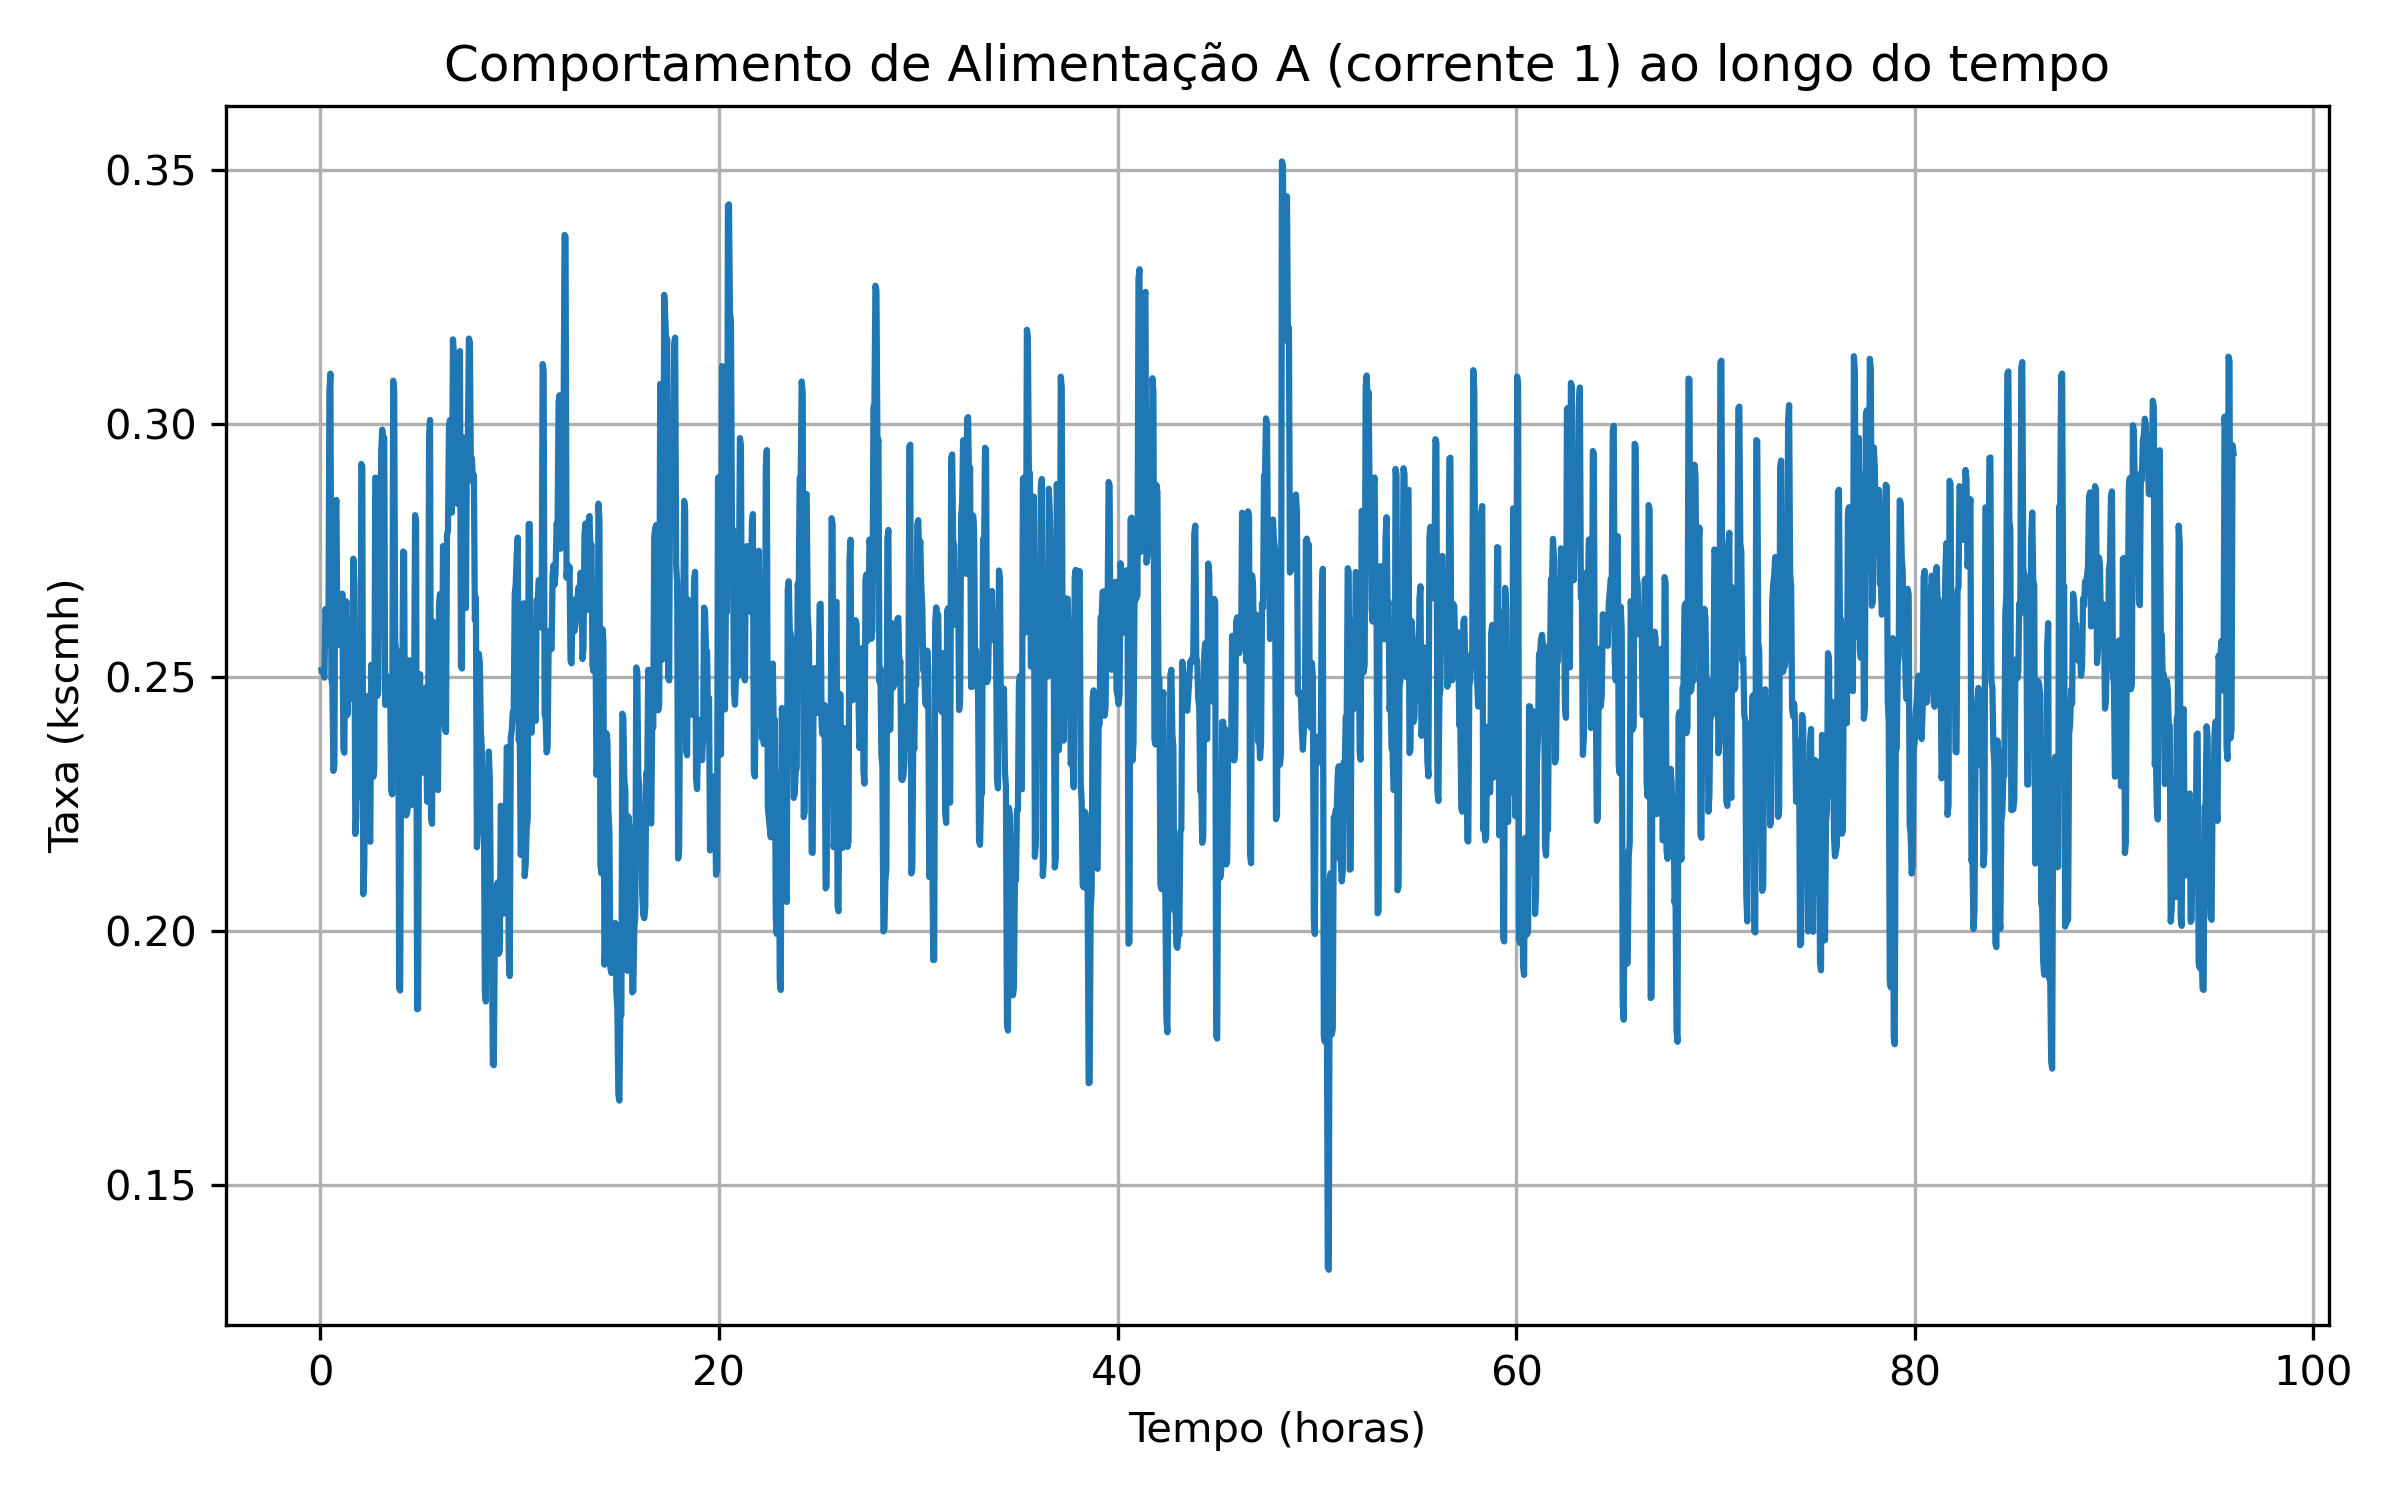 Comportamento de Alimentação A (corrente 1) ao longo do tempo
0.35
0.30
0.25
0.20
0.15
Taxa (kscmh)
0 20 40 60 80 100
Tempo (horas)